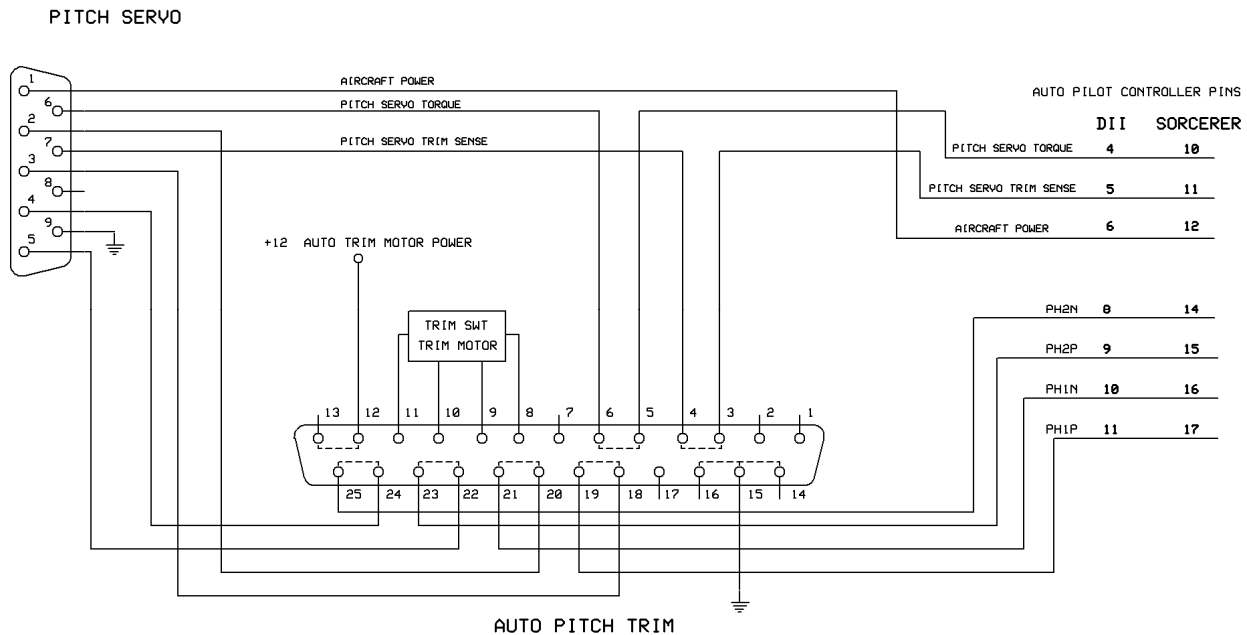 PITCH SERVO
1
6
2
7
3
8
4
9
5
AIRCRAFT POWER
PITCH SERVO TORQUE
PITCH SERVO TRIM SENSE
AUTO PILOT CONTROLLER PINS
DII SORCERER
PITCH SERVO TORQUE 4 10
PITCH SERVO TRIM SENSE 5 11
AIRCRAFT POWER 6 12
+12 AUTO TRIM MOTOR POWER
TRIM SWT
TRIM MOTOR
PH2N 8 14
PH2P 9 15
PH1N 10 16
PH1P 11 17
13 12 11 10 9 8 7 6 5 4 3 2 1
25 24 23 22 21 20 19 18 17 16 15 14
AUTO PITCH TRIM